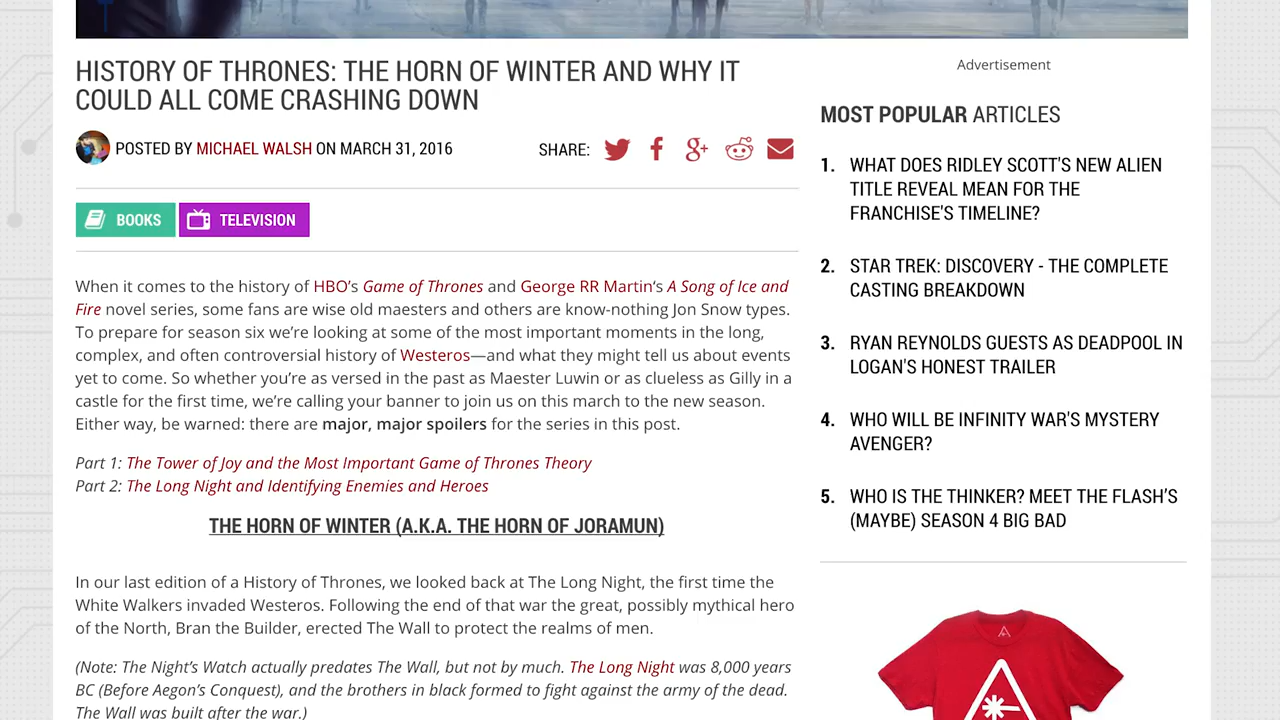 HISTORY OF THRONES: THE HORN OF WINTER AND WHY IT
COULD ALL COME CRASHING DOWN
POSTED BY MICHAEL WALSH ON MARCH 31, 2016
SHARE:
BOOKS
TELEVISION
When it comes to the history of HBO's Game of Thrones and George RR Martin‘s A Song of Ice and
Fire novel series, some fans are wise old maesters and others are know-nothing Jon Snow types.
To prepare for season six we’re looking at some of the most important moments in the long,
complex, and often controversial history of Westeros—and what they might tell us about events
yet to come. So whether you’re as versed in the past as Maester Luwin or as clueless as Gilly in a
castle for the first time, we’re calling your banner to join us on this march to the new season.
Either way, be warned: there are major, major spoilers for the series in this post.
Part 1: The Tower of Joy and the Most Important Game of Thrones Theory
Part 2: The Long Night and Identifying Enemies and Heroes
THE HORN OF WINTER (A.K.A. THE HORN OF JORAMUN)
In our last edition of a History of Thrones, we looked back at The Long Night, the first time the
White Walkers invaded Westeros. Following the end of that war the great, possibly mythical hero
of the North, Bran the Builder, erected The Wall to protect the realms of men.
(Note: The Night’s Watch actually predates The Wall, but not by much. The Long Night was 8,000 years
BC (Before Aegon’s Conquest), and the brothers in black formed to fight against the army of the dead.
The Wall was built after the war.)
Advertisement
MOST POPULAR ARTICLES
1. WHAT DOES RIDLEY SCOTT'S NEW ALIEN
TITLE REVEAL MEAN FOR THE
FRANCHISE'S TIMELINE?
2. STAR TREK: DISCOVERY - THE COMPLETE
CASTING BREAKDOWN
3. RYAN REYNOLDS GUESTS AS DEADPOOL IN
LOGAN'S HONEST TRAILER
4. WHO WILL BE INFINITY WAR'S MYSTERY
AVENGER?
5. WHO IS THE THINKER? MEET THE FLASH’S
(MAYBE) SEASON 4 BIG BAD